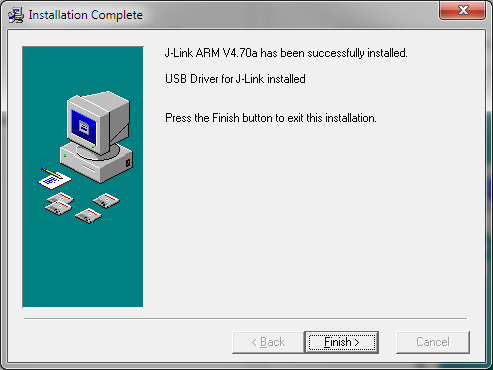 Installation Complete
J-Link ARM V4.70a has been successfully installed.
USB Driver for J-Link installed
Press the Finish button to exit this installation.
< Back
Finish >
Cancel